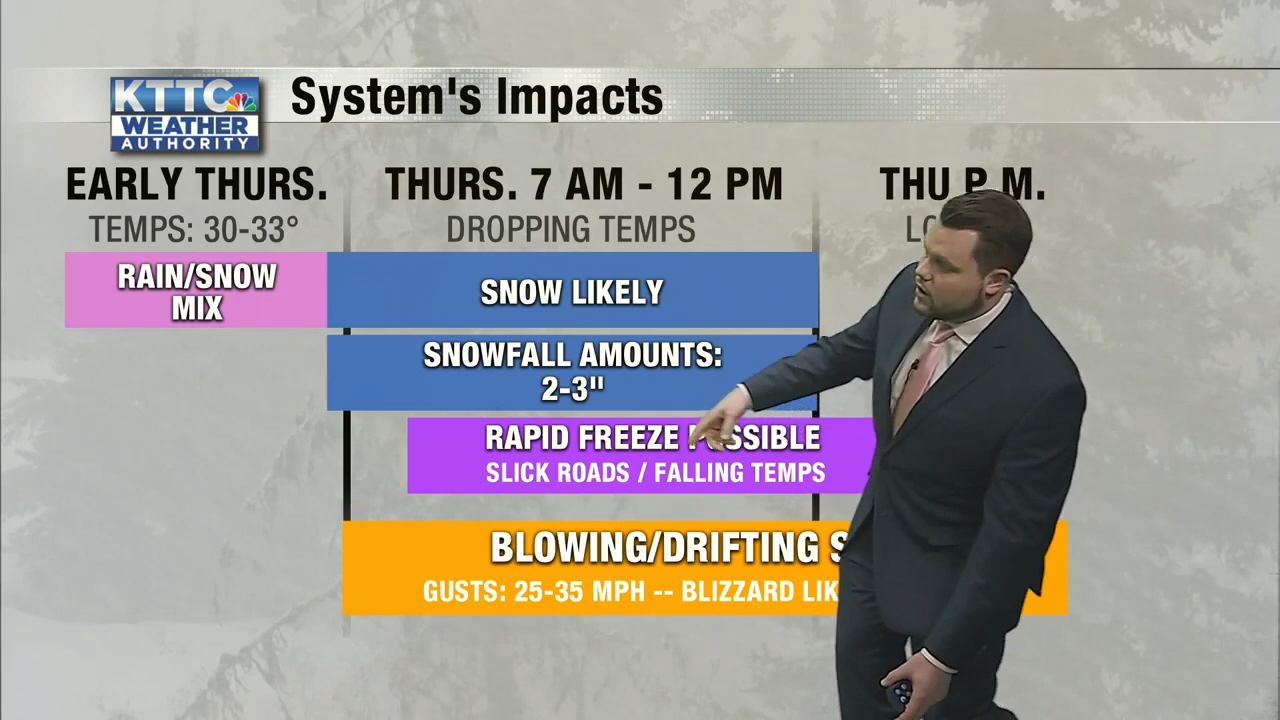 KTTC
WEATHER
AUTHORITY
System's Impacts
EARLY THURS.
TEMPS: 30-33°
THURS. 7 AM - 12 PM
DROPPING TEMPS
THU P.M.
RAIN/SNOW
MIX
SNOW LIKELY
SNOWFALL AMOUNTS:
2-3"
RAPID FREEZE
SLICK ROADS / FALLING TEMPS
BLOWING/DRIFTING
GUSTS: 25-35 MPH -- BLIZZARD